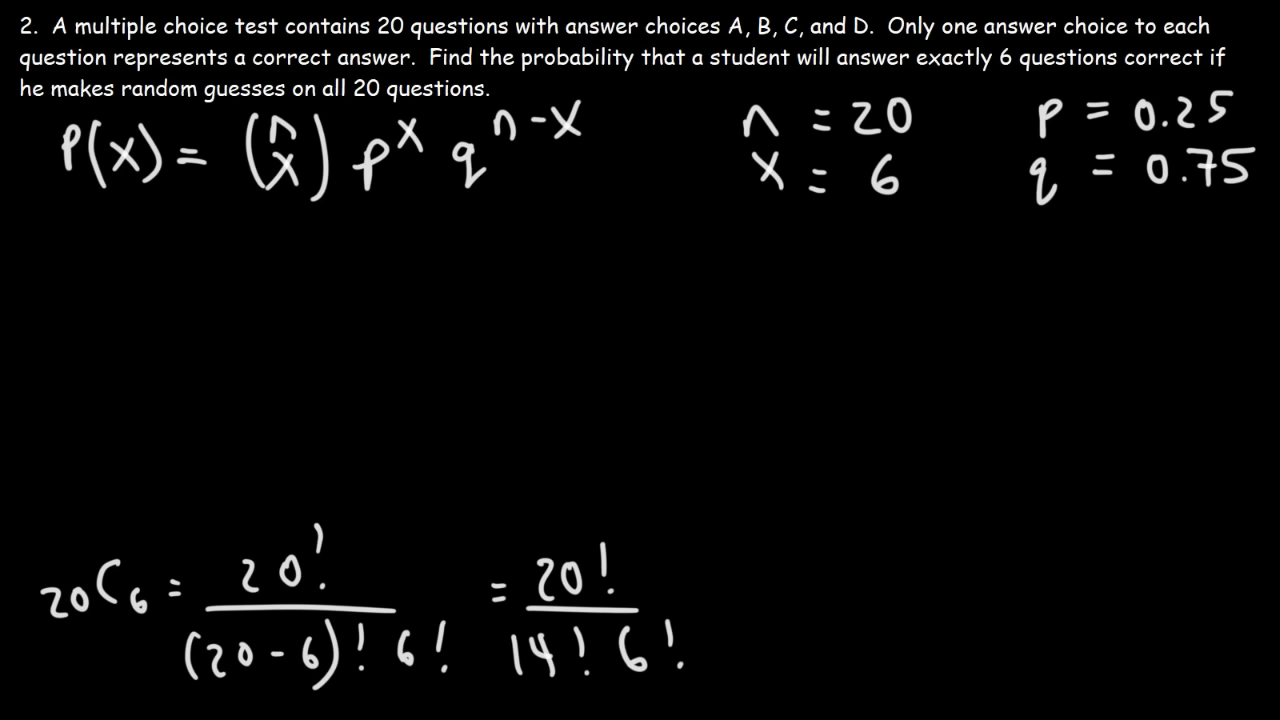 2. A multiple choice test contains 20 questions with answer choices A, B, C, and D. Only one answer choice to each
question represents a correct answer. Find the probability that a student will answer exactly 6 questions correct if
he makes random guesses on all 20 questions.
P(x) = (n x) p^x q^(n-x)
n = 20
x = 6
p = 0.25
q = 0.75
20C6 = 20! / (20-6)! 6! = 20! / 14! 6!